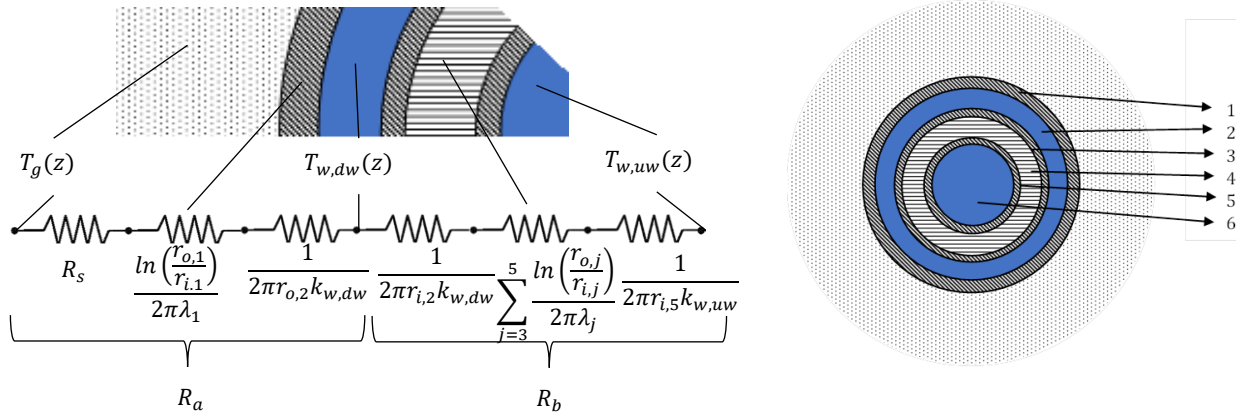 T_g(z) T_{w,dw}(z) T_{w,uw}(z)
R_s
ln(r_{o,1}/r_{i.1})/2πλ_1
1/2πr_{o,2}k_{w,dw}
1/2πr_{i,2}k_{w,dw}
∑_{j=3}^{5} ln(r_{o,j}/r_{i,j})/2πλ_j
1/2πr_{i,5}k_{w,uw}
R_a R_b
1
2
3
4
5
6